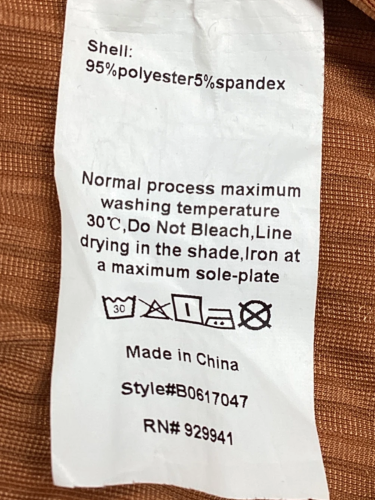 Shell:
95%polyester5%spandex
Normal process maximum
washing temperature
30℃,Do Not Bleach,Line
drying in the shade,Iron at
a maximum sole-plate
30
Made in China
Style#B0617047
RN# 929941